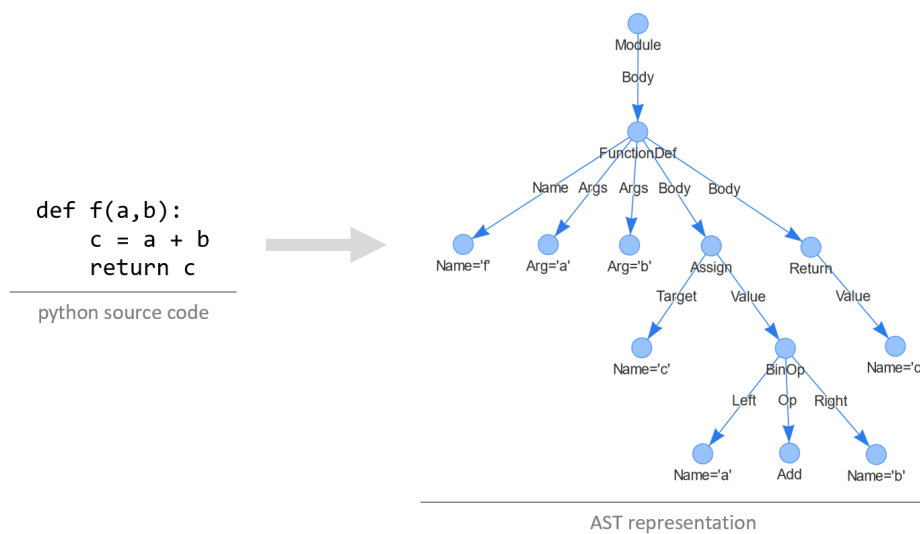 Module
Body
FunctionDef
Name Args Args Body Body
def f(a,b):
c = a + b
return c
python source code
Name='f' Arg='a' Arg='b' Assign Return
Target Value Value
Name='c' BinOp Name='c
Left Op Right
Name='a' Add Name='b'
AST representation